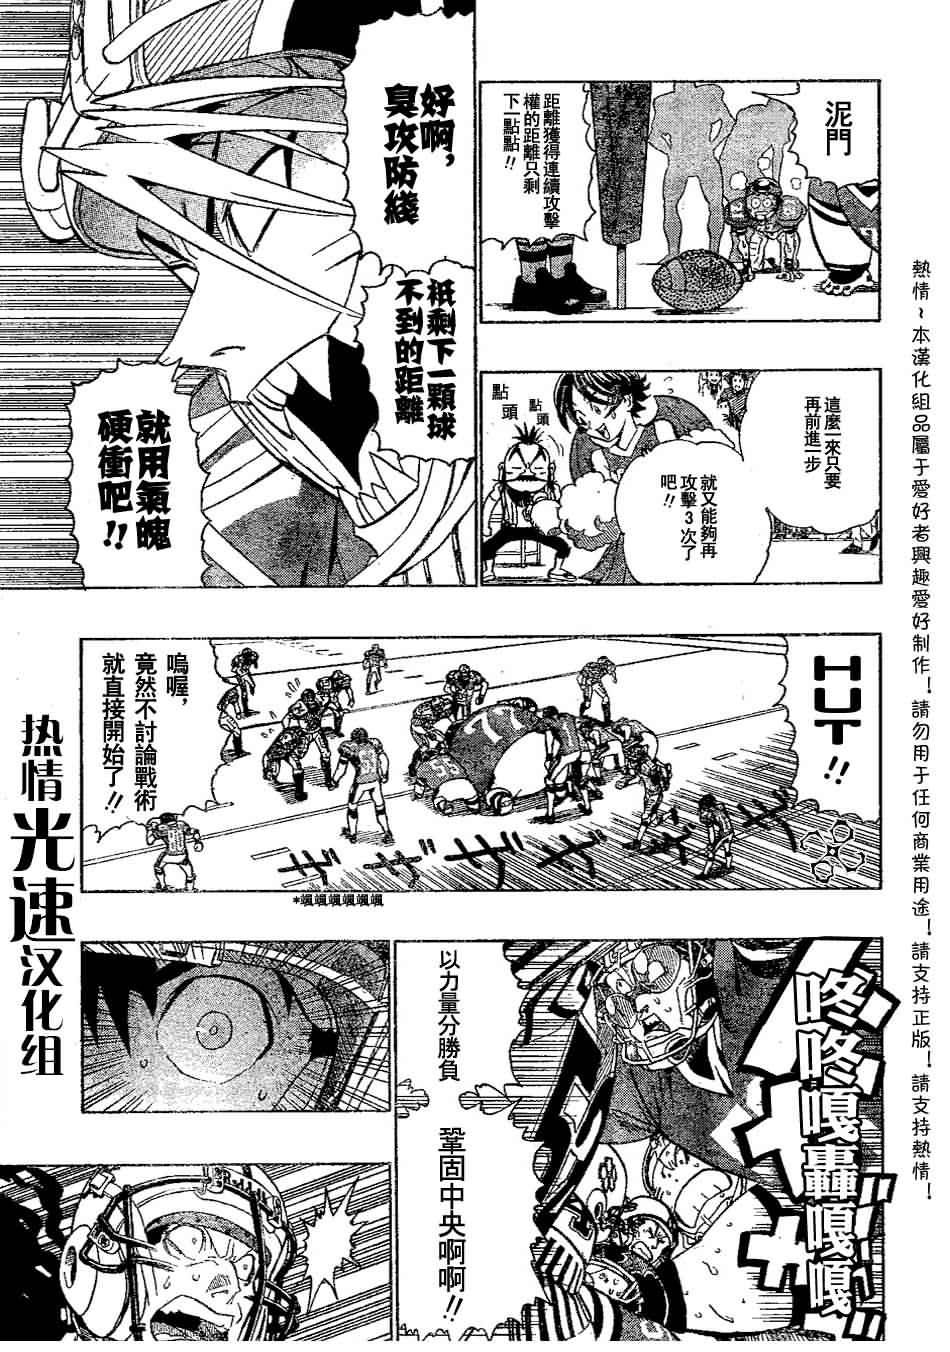 泥門
距離獲得連續攻擊
權的距離只剩
下一點點!!
這麼一來只要
再前進一步
就又能夠再
攻擊3次了
吧!!
點頭
點頭
好啊,
臭攻防綫
祇剩下一顆球
不到的距離
就用氣魄
硬衝吧!!
HUT!!
嗚喔,
竟然不討論戰術
就直接開始了!!
ザザザザザザ
*颯颯颯颯颯颯
咚咚嘎轟嘎嘎
以力量分勝負
鞏固中央啊啊!!
热情
光速
汉化组
熱情~本漢化組品屬于愛好者興趣愛好制作!請勿用于任何商業用途!請支持正版!請支持熱情!